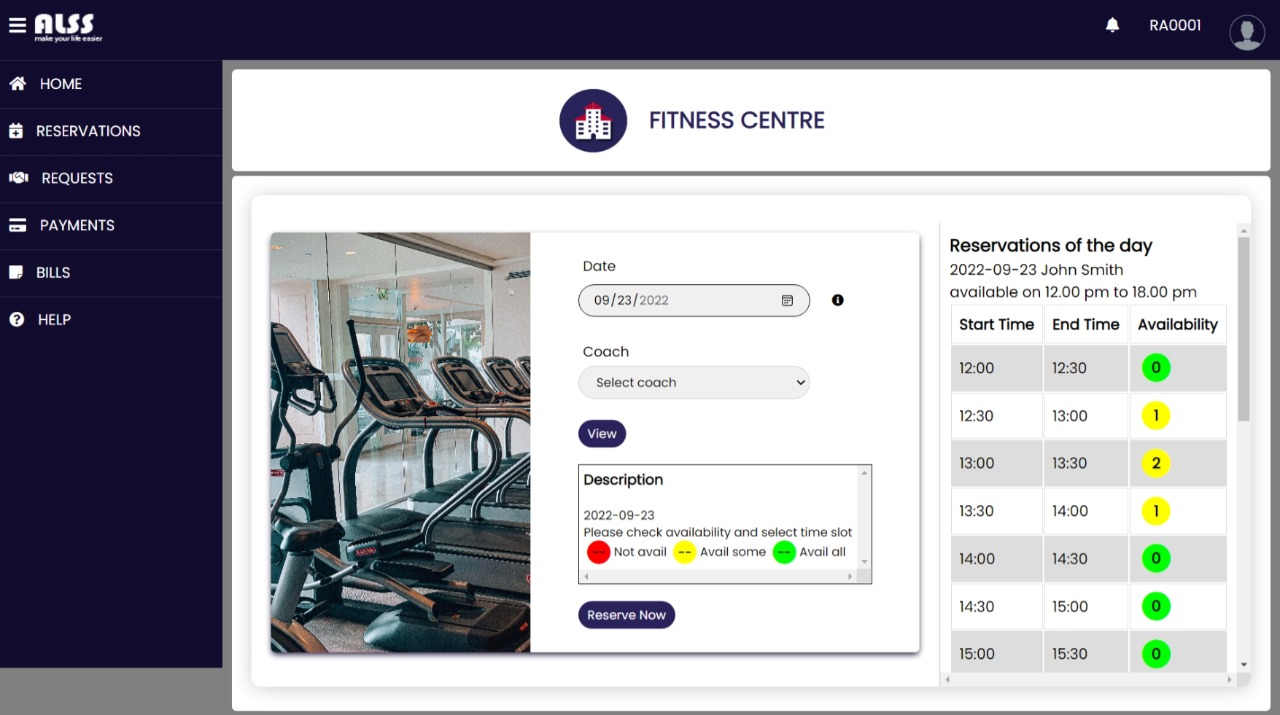 ALSS
make your life easier
RA0001
HOME
RESERVATIONS
REQUESTS
PAYMENTS
BILLS
HELP
FITNESS CENTRE
Date
09/23/2022
Coach
Select coach
View
Description
2022-09-23
Please check availability and select time slot
-- Not avail -- Avail some -- Avail all
Reserve Now
Reservations of the day
2022-09-23 John Smith
available on 12.00 pm to 18.00 pm
Start Time End Time Availability
12:00 12:30 0
12:30 13:00 1
13:00 13:30 2
13:30 14:00 1
14:00 14:30 0
14:30 15:00 0
15:00 15:30 0